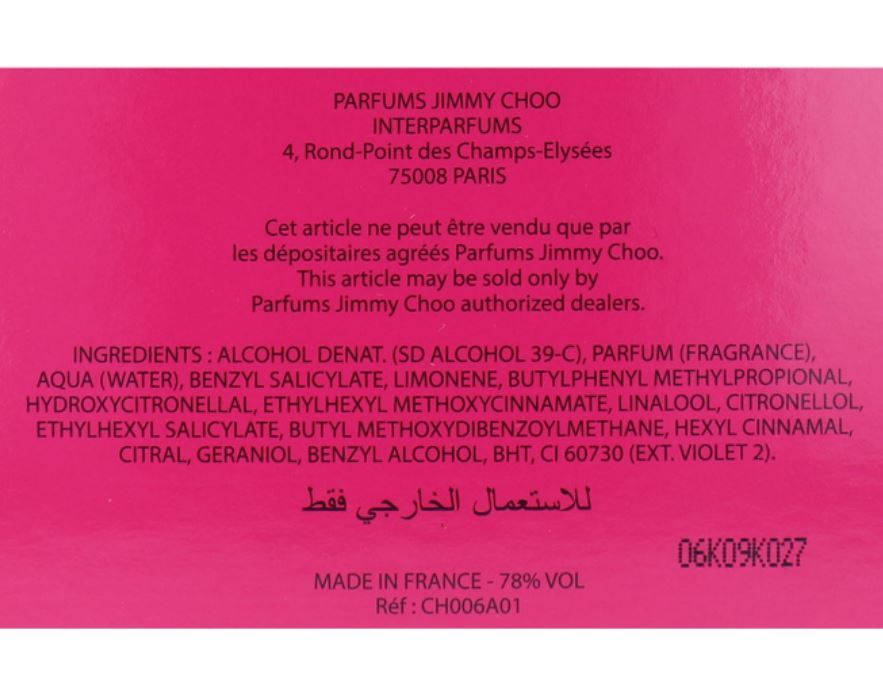 PARFUMS JIMMY CHOO
INTERPARFUMS
4, Rond-Point des Champs-Elysées
75008 PARIS
Cet article ne peut être vendu que par
les dépositaires agréés Parfums Jimmy Choo.
This article may be sold only by
Parfums Jimmy Choo authorized dealers.
INGREDIENTS : ALCOHOL DENAT. (SD ALCOHOL 39-C), PARFUM (FRAGRANCE),
AQUA (WATER), BENZYL SALICYLATE, LIMONENE, BUTYLPHENYL METHYLPROPIONAL,
HYDROXYCITRONELLAL, ETHYLHEXYL METHOXYCINNAMATE, LINALOOL, CITRONELLOL,
ETHYLHEXYL SALICYLATE, BUTYL METHOXYDIBENZOYLMETHANE, HEXYL CINNAMAL,
CITRAL, GERANIOL, BENZYL ALCOHOL, BHT, CI 60730 (EXT. VIOLET 2).
للاستعمال الخارجي فقط
06K09K027
MADE IN FRANCE - 78% VOL
Réf : CH006A01